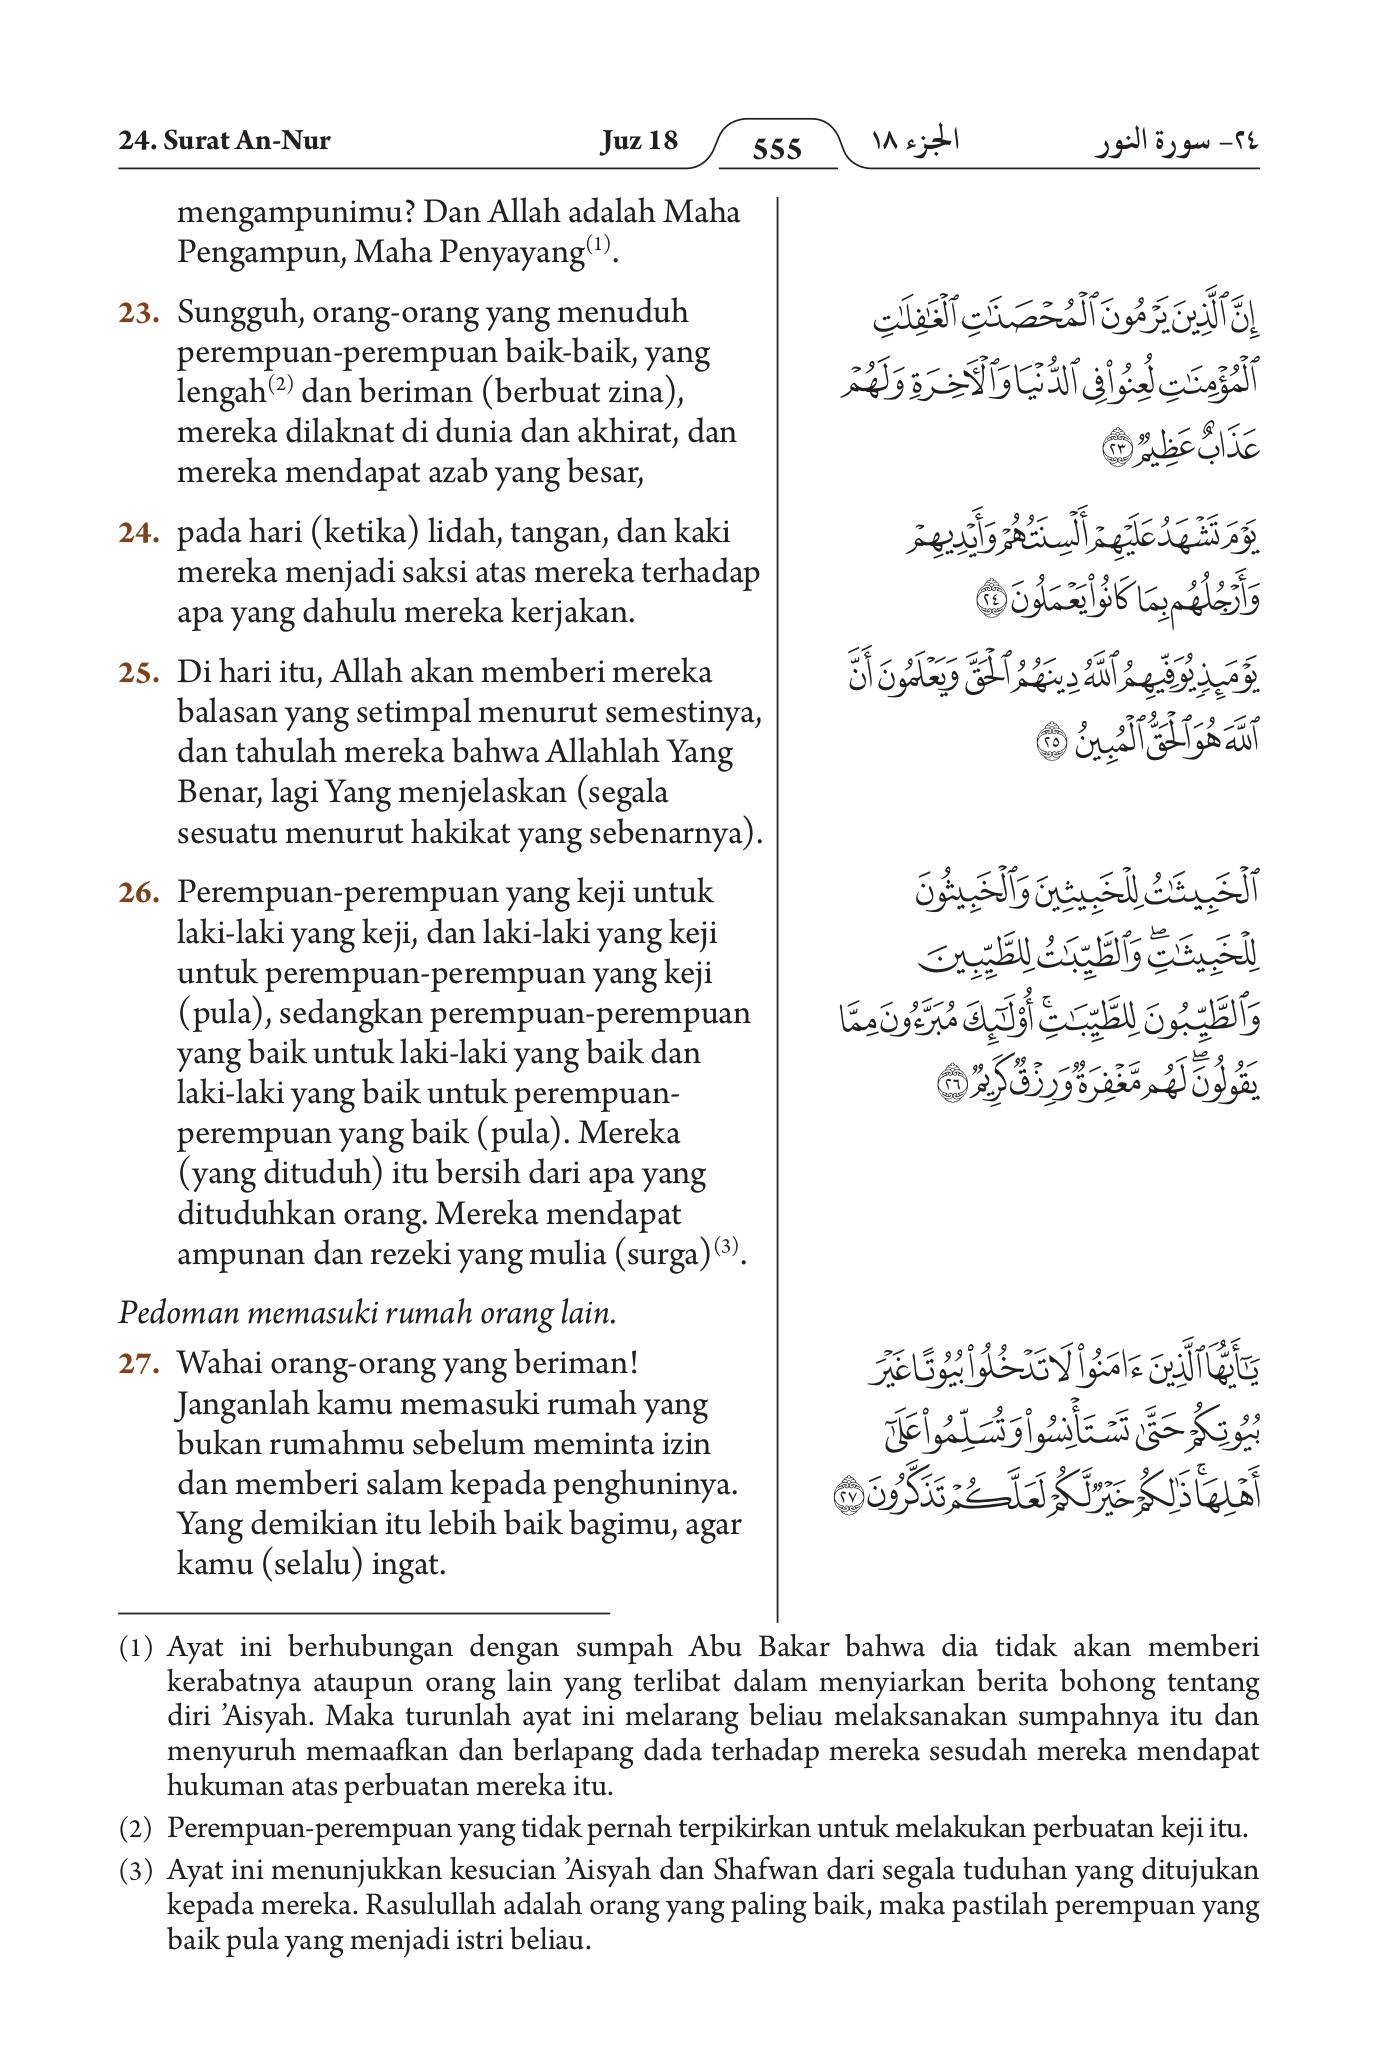 24. Surat An-Nur Juz 18 555 الجزء ١٨ ٢٤- سورة النور
mengampunimu? Dan Allah adalah Maha
Pengampun, Maha Penyayang(1).
23. Sungguh, orang-orang yang menuduh
perempuan-perempuan baik-baik, yang
lengah(2) dan beriman (berbuat zina),
mereka dilaknat di dunia dan akhirat, dan
mereka mendapat azab yang besar,
24. pada hari (ketika) lidah, tangan, dan kaki
mereka menjadi saksi atas mereka terhadap
apa yang dahulu mereka kerjakan.
25. Di hari itu, Allah akan memberi mereka
balasan yang setimpal menurut semestinya,
dan tahulah mereka bahwa Allahlah Yang
Benar, lagi Yang menjelaskan (segala
sesuatu menurut hakikat yang sebenarnya).
26. Perempuan-perempuan yang keji untuk
laki-laki yang keji, dan laki-laki yang keji
untuk perempuan-perempuan yang keji
(pula), sedangkan perempuan-perempuan
yang baik untuk laki-laki yang baik dan
laki-laki yang baik untuk perempuan-
perempuan yang baik (pula). Mereka
(yang dituduh) itu bersih dari apa yang
dituduhkan orang. Mereka mendapat
ampunan dan rezeki yang mulia (surga)(3).
Pedoman memasuki rumah orang lain.
27. Wahai orang-orang yang beriman!
Janganlah kamu memasuki rumah yang
bukan rumahmu sebelum meminta izin
dan memberi salam kepada penghuninya.
Yang demikian itu lebih baik bagimu, agar
kamu (selalu) ingat.
إِنَّ ٱلَّذِينَ يَرْمُونَ ٱلْمُحْصَنَٰتِ ٱلْغَٰفِلَٰتِ
ٱلْمُؤْمِنَٰتِ لُعِنُوا۟ فِى ٱلدُّنْيَا وَٱلْـَٔاخِرَةِ وَلَهُمْ
عَذَابٌ عَظِيمٌ ٢٣
يَوْمَ تَشْهَدُ عَلَيْهِمْ أَلْسِنَتُهُمْ وَأَيْدِيهِمْ
وَأَرْجُلُهُم بِمَا كَانُوا۟ يَعْمَلُونَ ٢٤
يَوْمَئِذٍ يُوَفِّيهِمُ ٱللَّهُ دِينَهُمُ ٱلْحَقَّ وَيَعْلَمُونَ أَنَّ
ٱللَّهَ هُوَ ٱلْحَقُّ ٱلْمُبِينُ ٢٥
ٱلْخَبِيثَٰتُ لِلْخَبِيثِينَ وَٱلْخَبِيثُونَ
لِلْخَبِيثَٰتِ ۖ وَٱلطَّيِّبَٰتُ لِلطَّيِّبِينَ
وَٱلطَّيِّبُونَ لِلطَّيِّبَٰتِ ۚ أُو۟لَٰٓئِكَ مُبَرَّءُونَ مِمَّا
يَقُولُونَ ۖ لَهُم مَّغْفِرَةٌ وَرِزْقٌ كَرِيمٌ ٢٦
يَٰٓأَيُّهَا ٱلَّذِينَ ءَامَنُوا۟ لَا تَدْخُلُوا۟ بُيُوتًا غَيْرَ
بُيُوتِكُمْ حَتَّىٰ تَسْتَأْنِسُوا۟ وَتُسَلِّمُوا۟ عَلَىٰٓ
أَهْلِهَا ۚ ذَٰلِكُمْ خَيْرٌ لَّكُمْ لَعَلَّكُمْ تَذَكَّرُونَ ٢٧
(1) Ayat ini berhubungan dengan sumpah Abu Bakar bahwa dia tidak akan memberi
kerabatnya ataupun orang lain yang terlibat dalam menyiarkan berita bohong tentang
diri ’Aisyah. Maka turunlah ayat ini melarang beliau melaksanakan sumpahnya itu dan
menyuruh memaafkan dan berlapang dada terhadap mereka sesudah mereka mendapat
hukuman atas perbuatan mereka itu.
(2) Perempuan-perempuan yang tidak pernah terpikirkan untuk melakukan perbuatan keji itu.
(3) Ayat ini menunjukkan kesucian ’Aisyah dan Shafwan dari segala tuduhan yang ditujukan
kepada mereka. Rasulullah adalah orang yang paling baik, maka pastilah perempuan yang
baik pula yang menjadi istri beliau.